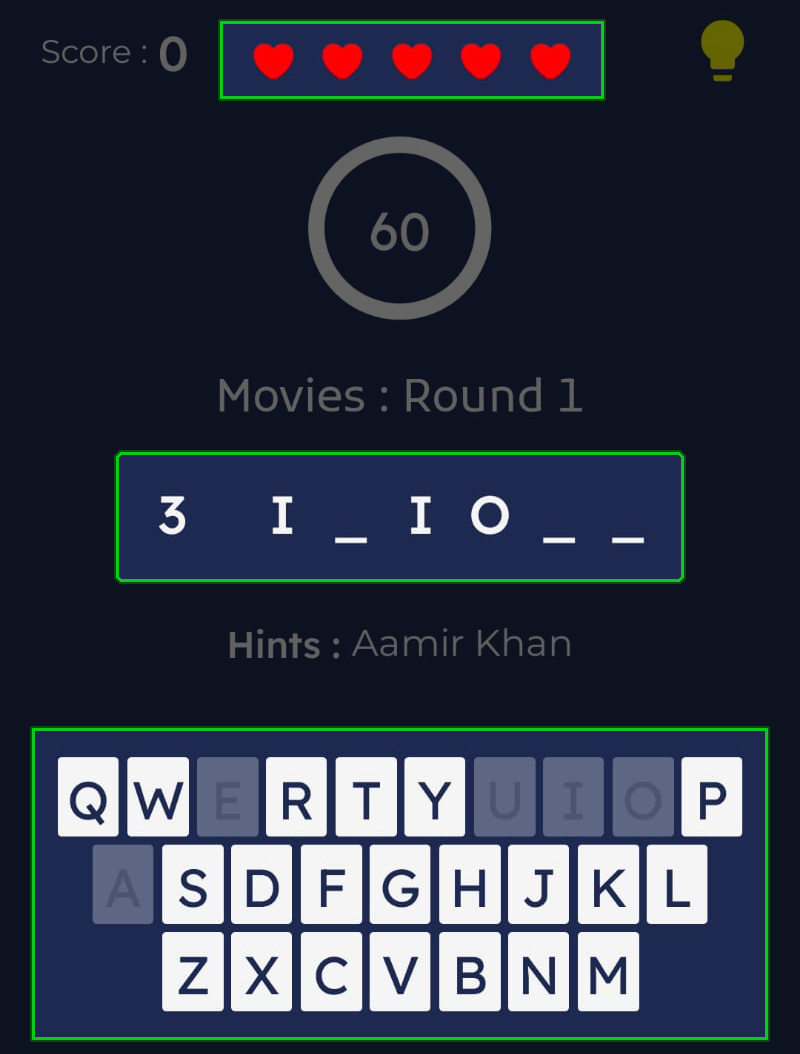 Score : 0
60
Movies : Round 1
3 I _ I O _ _
Hints : Aamir Khan
Q W E R T Y U I O P
A S D F G H J K L
Z X C V B N M